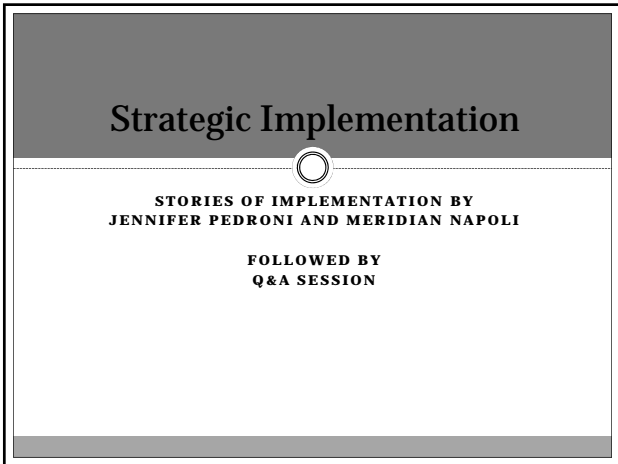 Strategic Implementation
STORIES OF IMPLEMENTATION BY
JENNIFER PEDRONI AND MERIDIAN NAPOLI
FOLLOWED BY
Q&A SESSION